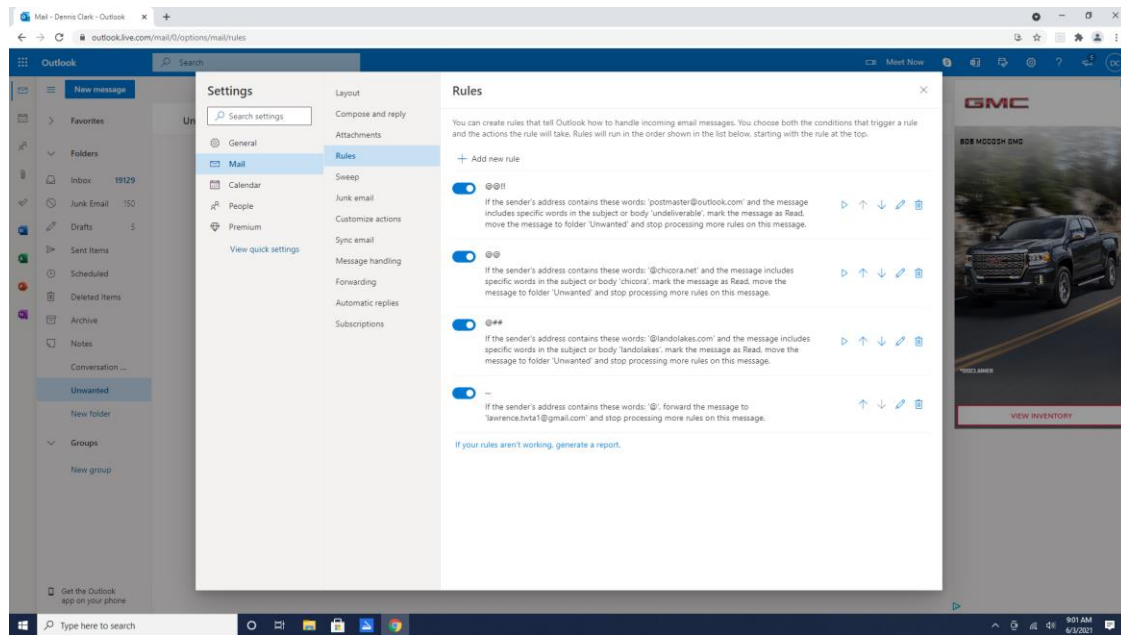 Mail - Dennis Clark - Outlook
outlook.live.com/mail/0/options/mail/rules
Outlook
Search
Meet Now
DC
New message
Favorites
Folders
Inbox 19129
Junk Email 150
Drafts 5
Sent Items
Scheduled
Deleted Items
Archive
Notes
Conversation ...
Unwanted
New folder
Groups
New group
Get the Outlook
app on your phone
Un
Settings
Search settings
General
Mail
Calendar
People
Premium
View quick settings
Layout
Compose and reply
Attachments
Rules
Sweep
Junk email
Customize actions
Sync email
Message handling
Forwarding
Automatic replies
Subscriptions
Rules
You can create rules that tell Outlook how to handle incoming email messages. You choose both the conditions that trigger a rule
and the actions the rule will take. Rules will run in the order shown in the list below, starting with the rule at the top.
Add new rule
@@!!
If the sender's address contains these words: 'postmaster@outlook.com' and the message
includes specific words in the subject or body 'undeliverable', mark the message as Read,
move the message to folder 'Unwanted' and stop processing more rules on this message.
@@
If the sender's address contains these words: '@chicora.net' and the message includes
specific words in the subject or body 'chicora', mark the message as Read, move the
message to folder 'Unwanted' and stop processing more rules on this message.
@##
If the sender's address contains these words: '@landolakes.com' and the message includes
specific words in the subject or body 'landolakes', mark the message as Read, move the
message to folder 'Unwanted' and stop processing more rules on this message.
...
If the sender's address contains these words: '@', forward the message to
'lawrence.twta1@gmail.com' and stop processing more rules on this message.
If your rules aren't working, generate a report.
GMC
BOB MCCOSH GMC
*DISCLAIMER
VIEW INVENTORY
Type here to search
9:01 AM
6/3/2021